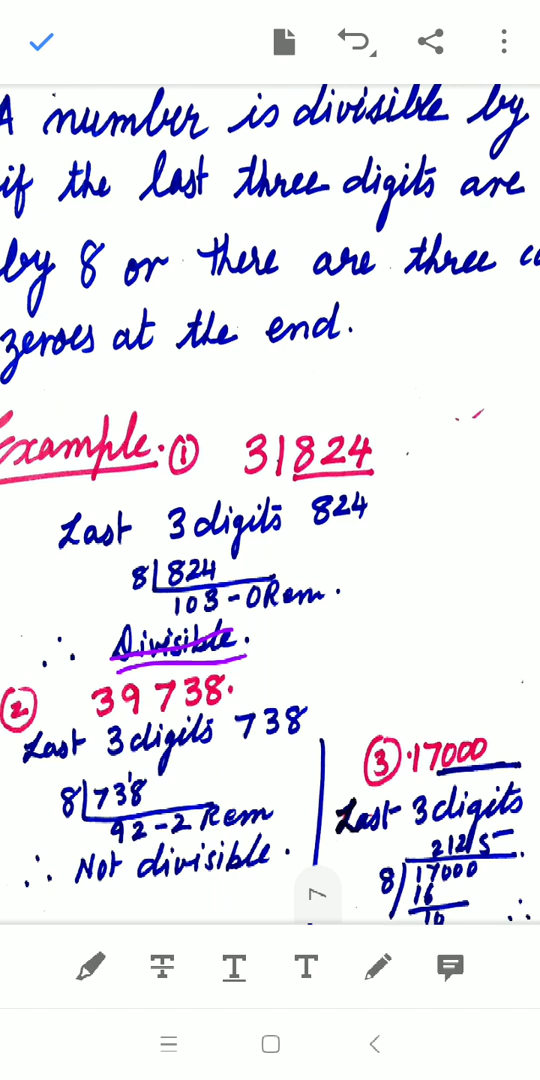 A number is divisible by
if the last three digits are
by 8 or there are three
zeroes at the end.
Example. ① 31824
Last 3 digits 824
8 824
103 - 0 Rem.
∴ Divisible.
② 39738.
Last 3 digits 738
8 738
92 - 2 Rem
∴ Not divisible.
③ 17000
Last 3 digits
2125
8 17000
16
10
∴
7
T T T